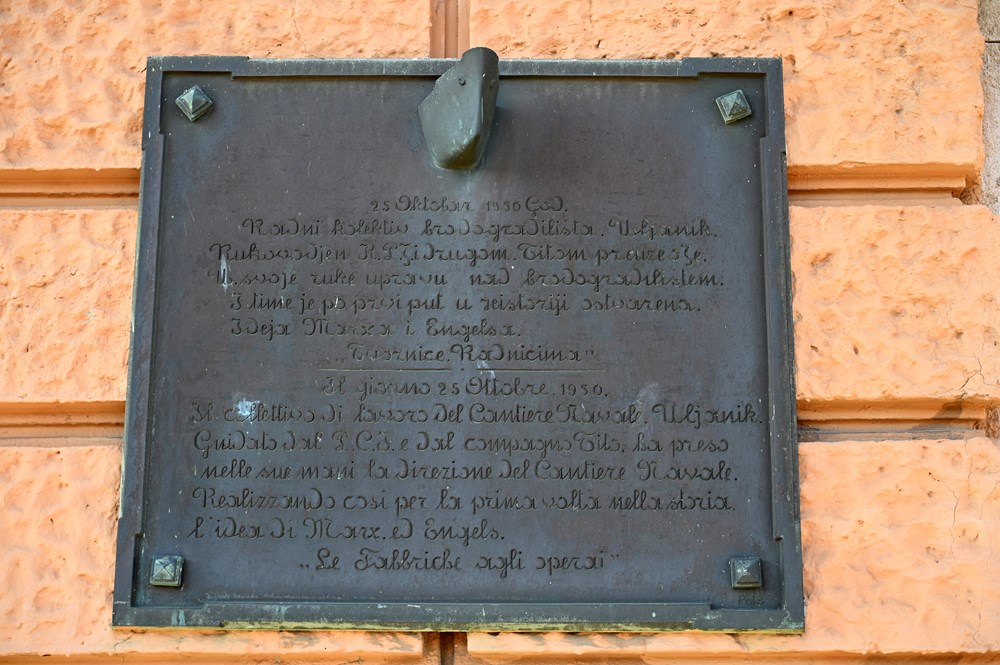 25 Oktobar 1950 God.
Radni kolektiv brodogradilišta. Uljanik.
Rukovodjen K.P.J. i drugom. Titom preuzeo je.
U svoje ruke upravu nad brodogradilištem.
I time je po prvi put u historiji ostvarena.
Ideja Marxa i Engelsa.
„Tvornice. Radnicima"
Il giorno 25 Ottobre 1950.
Il collettivo di lavoro del Cantiere Navale. Uljanik.
Guidato dal P.C.J. e dal compagno Tito. ha preso
nelle sue mani la direzione del Cantiere Navale.
Realizzando cosi per la prima volta nella storia.
l'idea di Marx. ed Engels.
„Le Fabbriche agli operai"